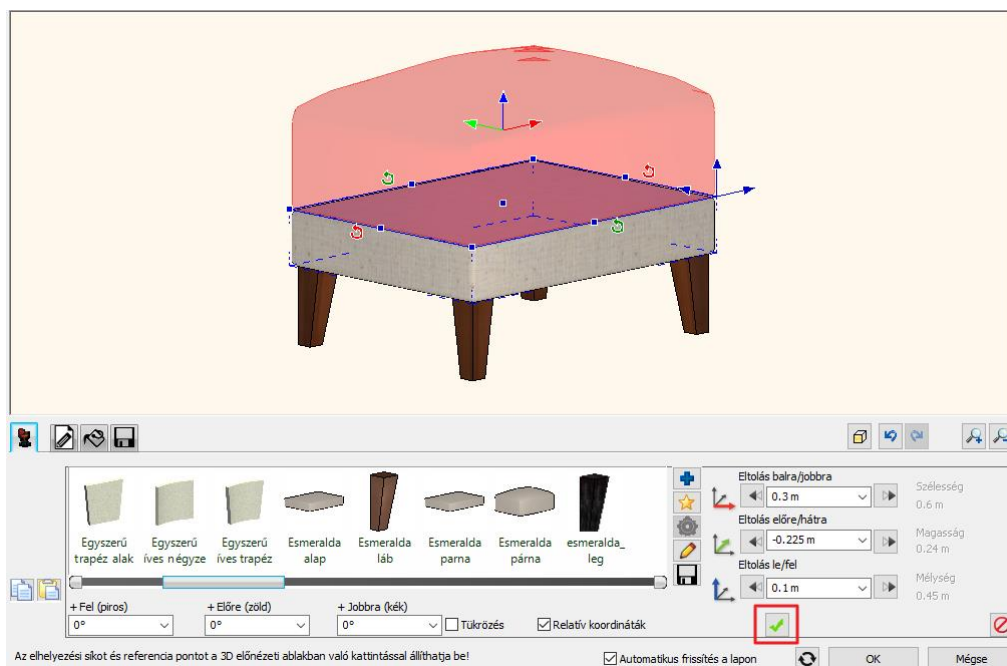 Eltolás balra/jobbra
0.3 m
Szélesség
0.6 m
Eltolás előre/hátra
-0.225 m
Magasság
0.24 m
Eltolás le/fel
0.1 m
Mélység
0.45 m
Egyszerű
trapéz alak
Egyszerű
íves négyze
Egyszerű
íves trapéz
Esmeralda
alap
Esmeralda
láb
Esmeralda
parna
Esmeralda
párna
esmeralda_
leg
+ Fel (piros)
0°
+ Előre (zöld)
0°
+ Jobbra (kék)
0°
Tükrözés
Relatív koordináták
Az elhelyezési síkot és referencia pontot a 3D előnézeti ablakban való kattintással állíthatja be!
Automatikus frissítés a lapon
OK
Mégse